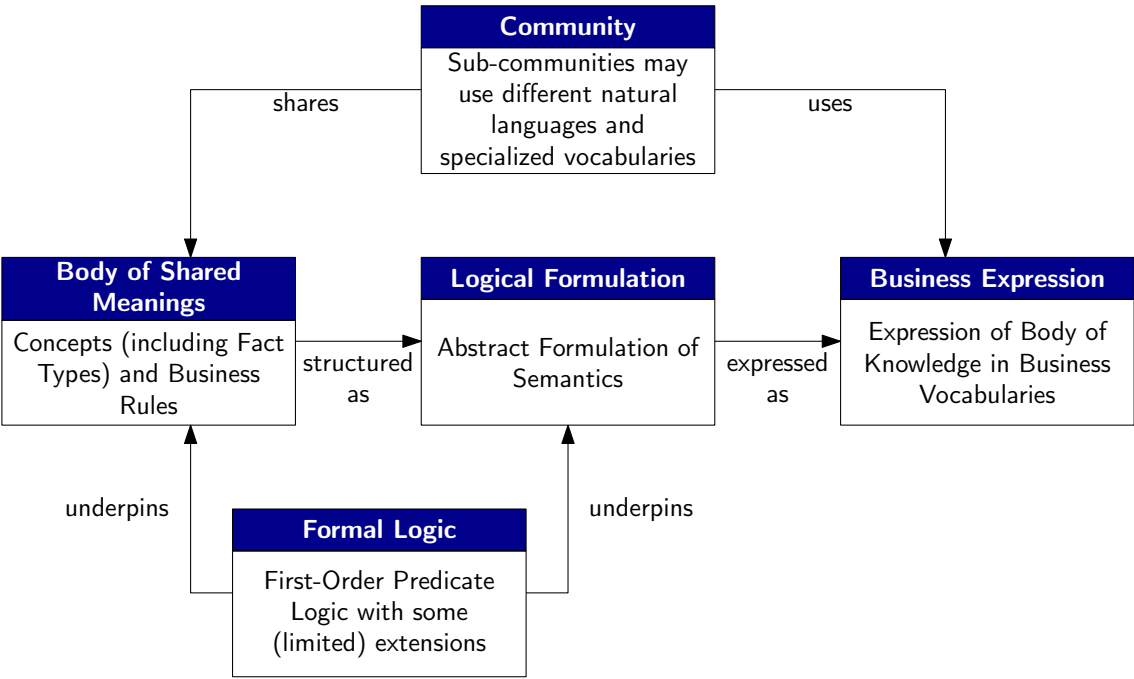 Community
Sub-communities may
use different natural
languages and
specialized vocabularies
shares
uses
Body of Shared
Meanings
Concepts (including Fact
Types) and Business
Rules
structured
as
Logical Formulation
Abstract Formulation of
Semantics
expressed
as
Business Expression
Expression of Body of
Knowledge in Business
Vocabularies
underpins
underpins
Formal Logic
First-Order Predicate
Logic with some
(limited) extensions